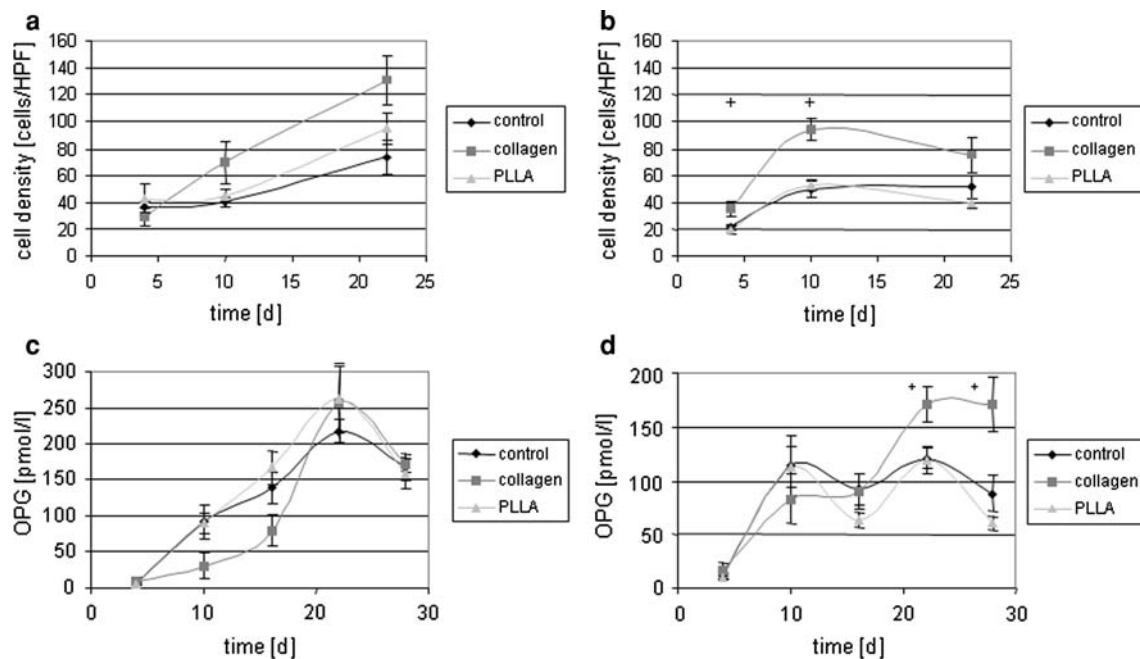 a
cell density [cells/HPF]
160
140
120
100
80
60
40
20
0
0 5 10 15 20 25
time [d]
control
collagen
PLLA
b
cell density [cells/HPF]
160
140
120
100
80
60
40
20
0
+ +
0 5 10 15 20 25
time [d]
control
collagen
PLLA
c
OPG [pmol/l]
300
250
200
150
100
50
0
0 10 20 30
time [d]
control
collagen
PLLA
d
OPG [pmol/l]
200
150
100
50
0
+ +
0 10 20 30
time [d]
control
collagen
PLLA